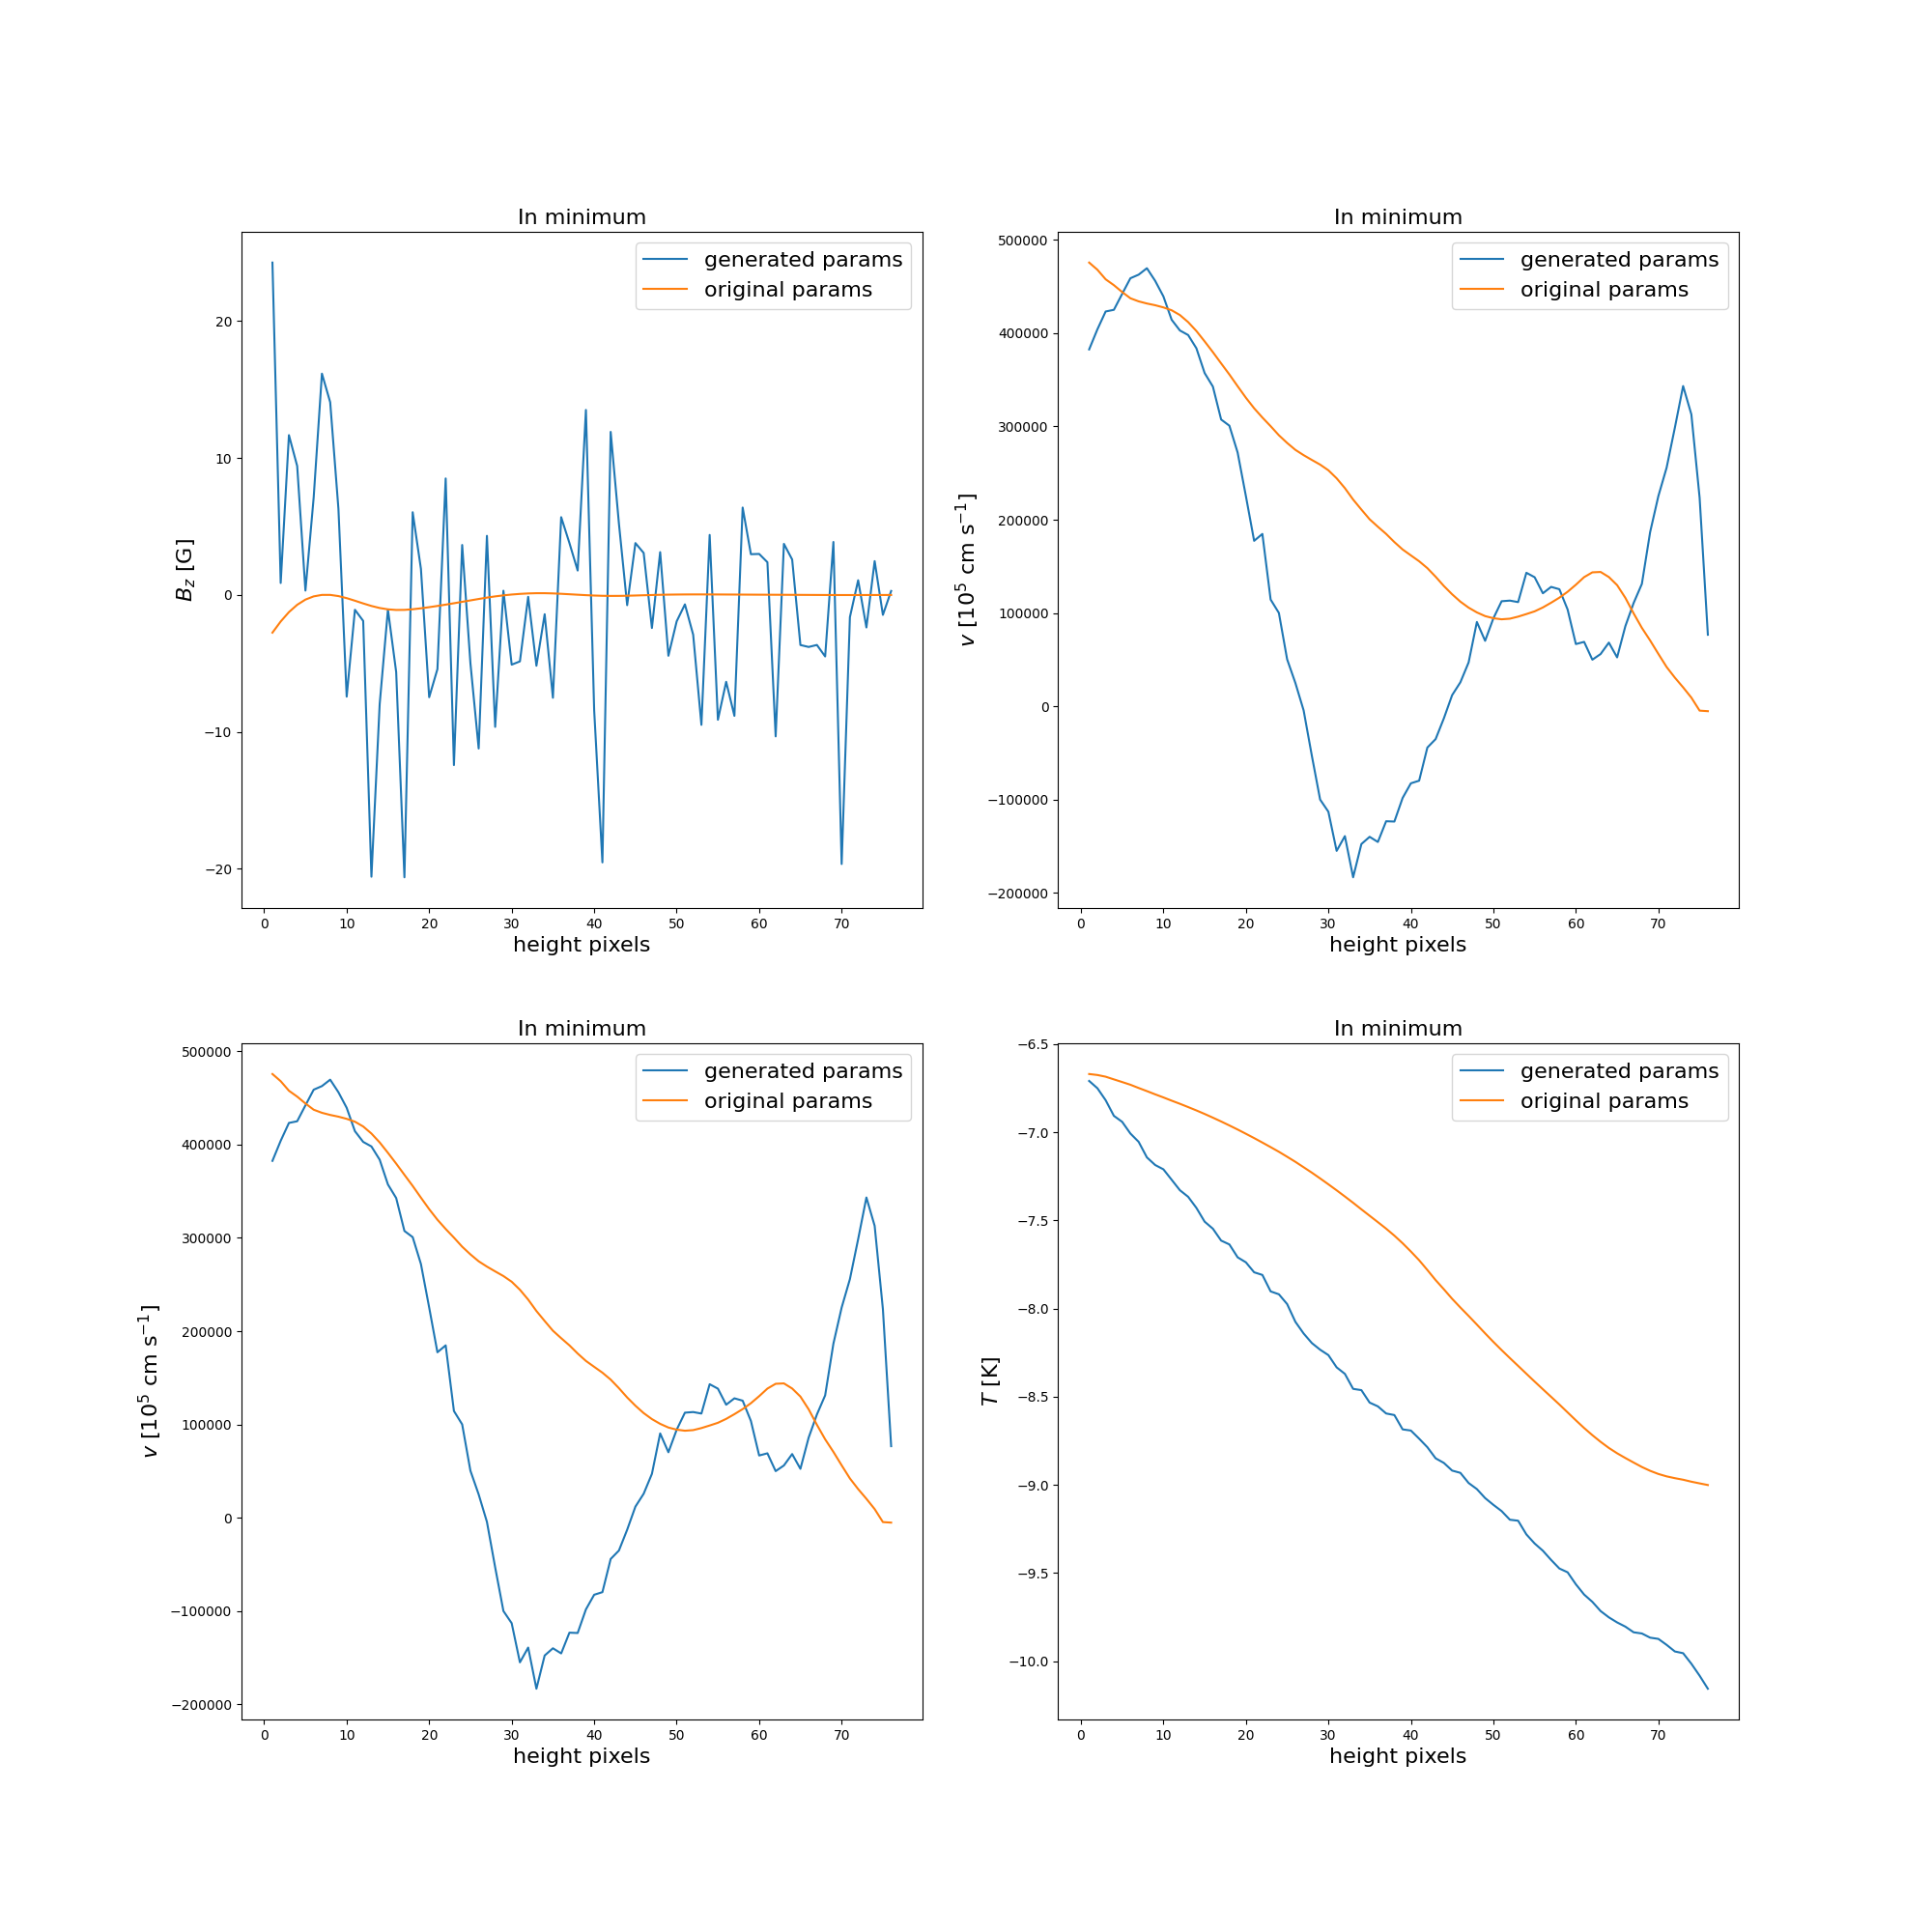 In minimum
generated params
original params
20
10
0
−10
−20
B_z [G]
0 10 20 30 40 50 60 70
height pixels
In minimum
generated params
original params
500000
400000
300000
200000
100000
0
−100000
−200000
v [10⁵ cm s⁻¹]
0 10 20 30 40 50 60 70
height pixels
In minimum
generated params
original params
500000
400000
300000
200000
100000
0
−100000
−200000
v [10⁵ cm s⁻¹]
0 10 20 30 40 50 60 70
height pixels
In minimum
generated params
original params
−6.5
−7.0
−7.5
−8.0
−8.5
−9.0
−9.5
−10.0
T [K]
0 10 20 30 40 50 60 70
height pixels